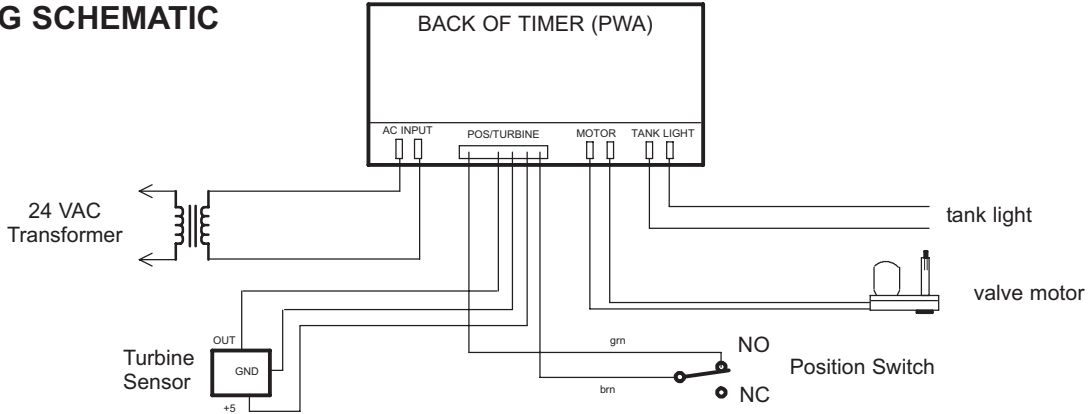 G SCHEMATIC
BACK OF TIMER (PWA)
AC INPUT
POS/TURBINE
MOTOR
TANK LIGHT
24 VAC
Transformer
tank light
valve motor
OUT
GND
+5
Turbine
Sensor
grn
brn
NO
NC
Position Switch